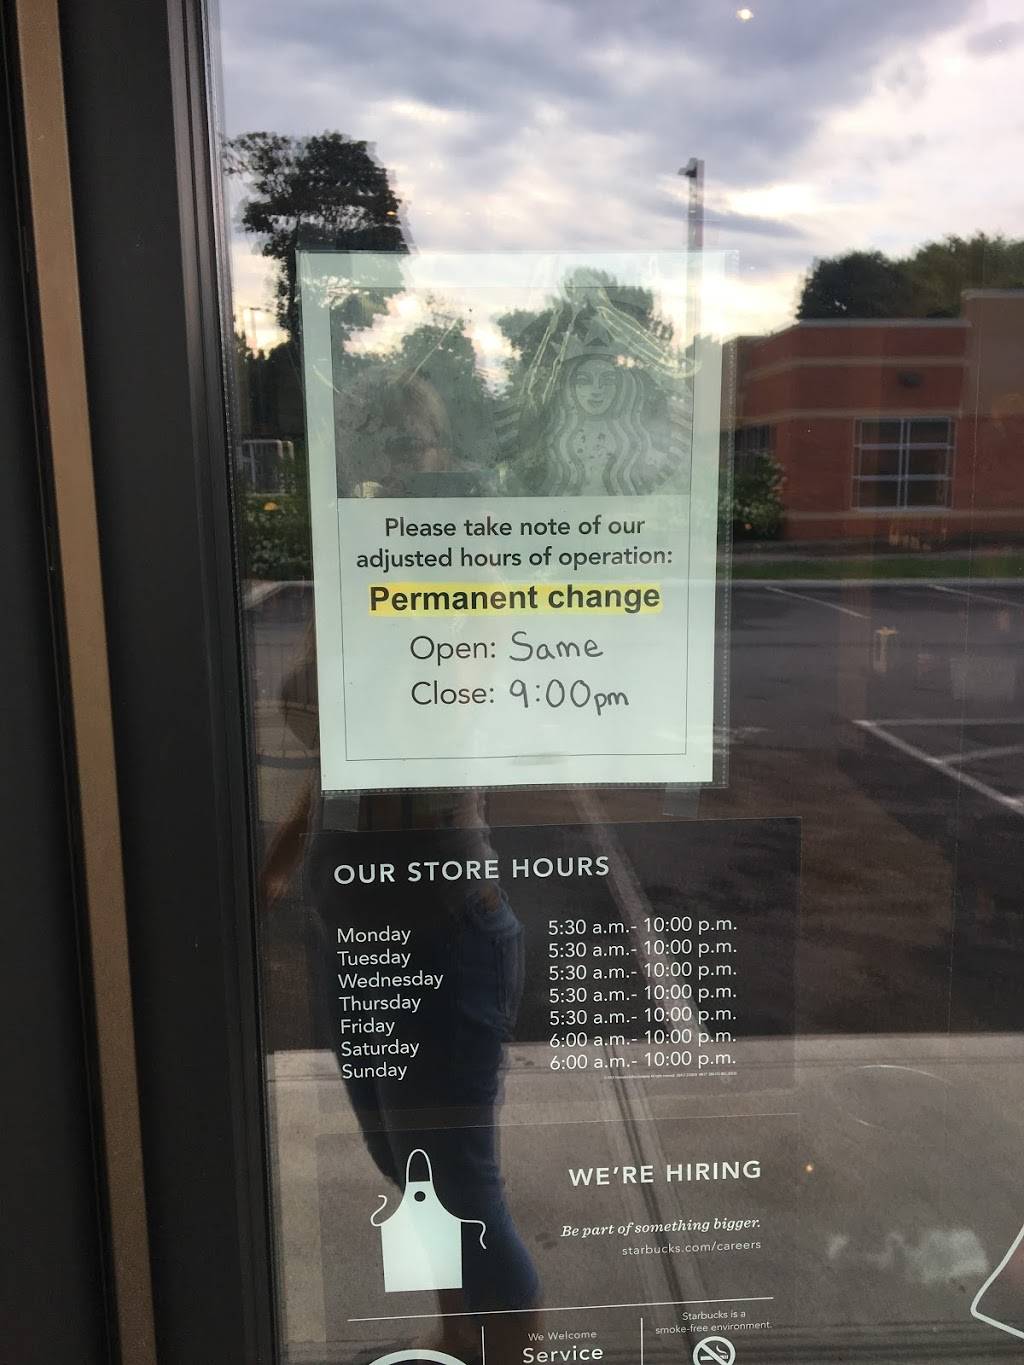 Please take note of our
adjusted hours of operation:
Permanent change
Open: Same
Close: 9:00pm
OUR STORE HOURS
Monday 5:30 a.m.- 10:00 p.m.
Tuesday 5:30 a.m.- 10:00 p.m.
Wednesday 5:30 a.m.- 10:00 p.m.
Thursday 5:30 a.m.- 10:00 p.m.
Friday 5:30 a.m.- 10:00 p.m.
Saturday 6:00 a.m.- 10:00 p.m.
Sunday 6:00 a.m.- 10:00 p.m.
WE'RE HIRING
Be part of something bigger.
starbucks.com/careers
We Welcome
Service
Starbucks is a
smoke-free environment.